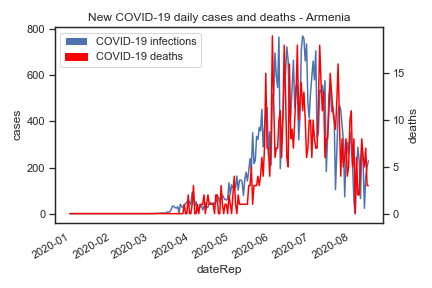 New COVID-19 daily cases and deaths - Armenia
COVID-19 infections
COVID-19 deaths
800
600
400
200
0
cases
15
10
5
0
deaths
2020-01
2020-02
2020-03
2020-04
2020-05
2020-06
2020-07
2020-08
dateRep